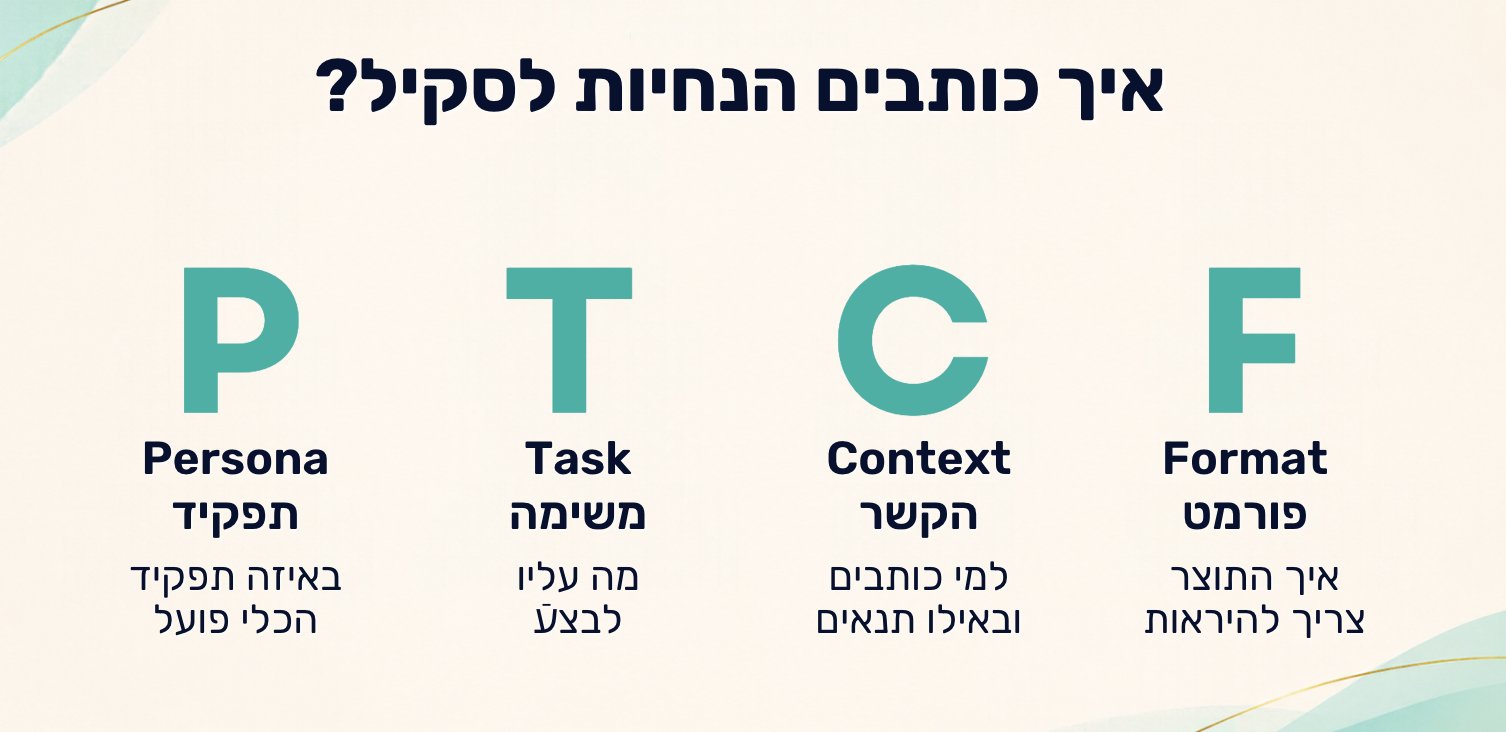 איך כותבים הנחיות לסקיל?
P
Persona
תפקיד
באיזה תפקיד
הכלי פועל
T
Task
משימה
מה עליו
לבצע
C
Context
הקשר
למי כותבים
ובאילו תנאים
F
Format
פורמט
איך התוצר
צריך להיראות